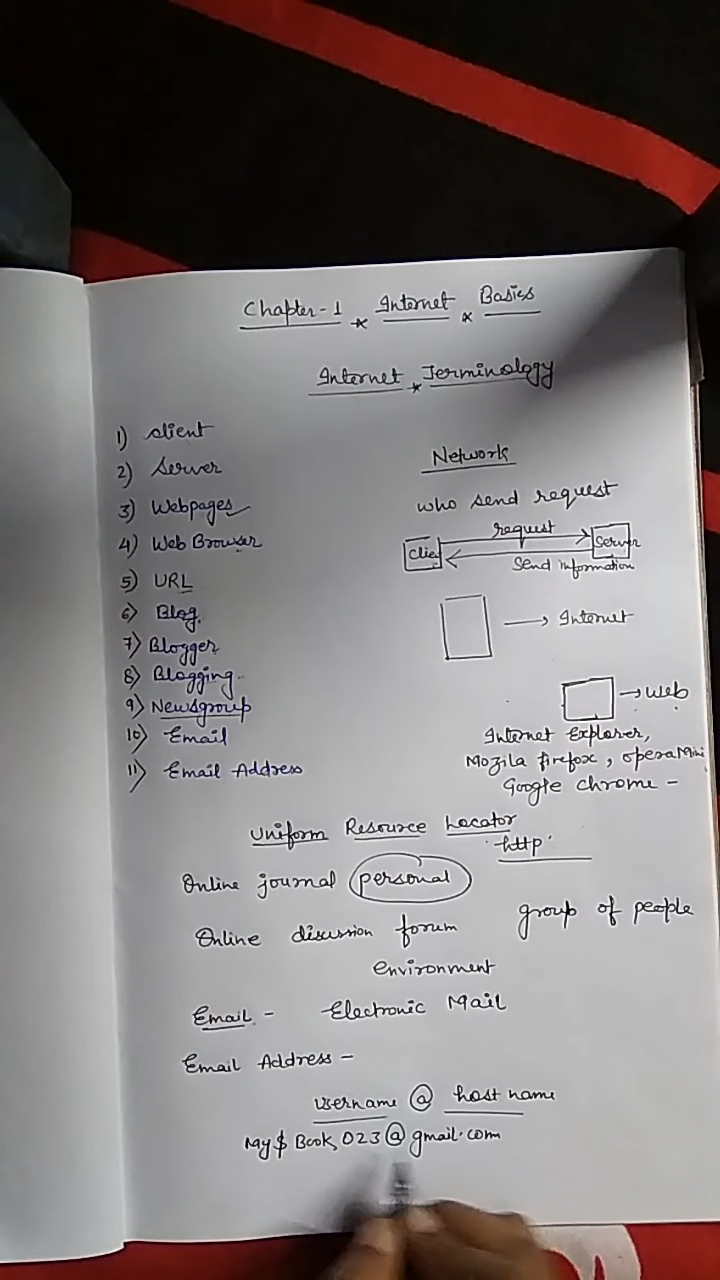 Chapter-1 * Internet * Basics
Internet * Terminology
1) Client
2) Server
3) Webpages
4) Web Browser
5) URL
6) Blog
7) Blogger
8) Blogging
9) Newsgroup
10) Email
11) Email Address
Network
who send request
request
Clie
Server
Send information
→ Internet
→ Web
Internet Explorer,
Mozila firefox, opera Mini
Google chrome -
Uniform Resource Locator
'http'
Online journal personal
Online discussion forum group of people
environment
Email - Electronic Mail
Email Address -
Username @ host name
My$ Book, 023@gmail.com